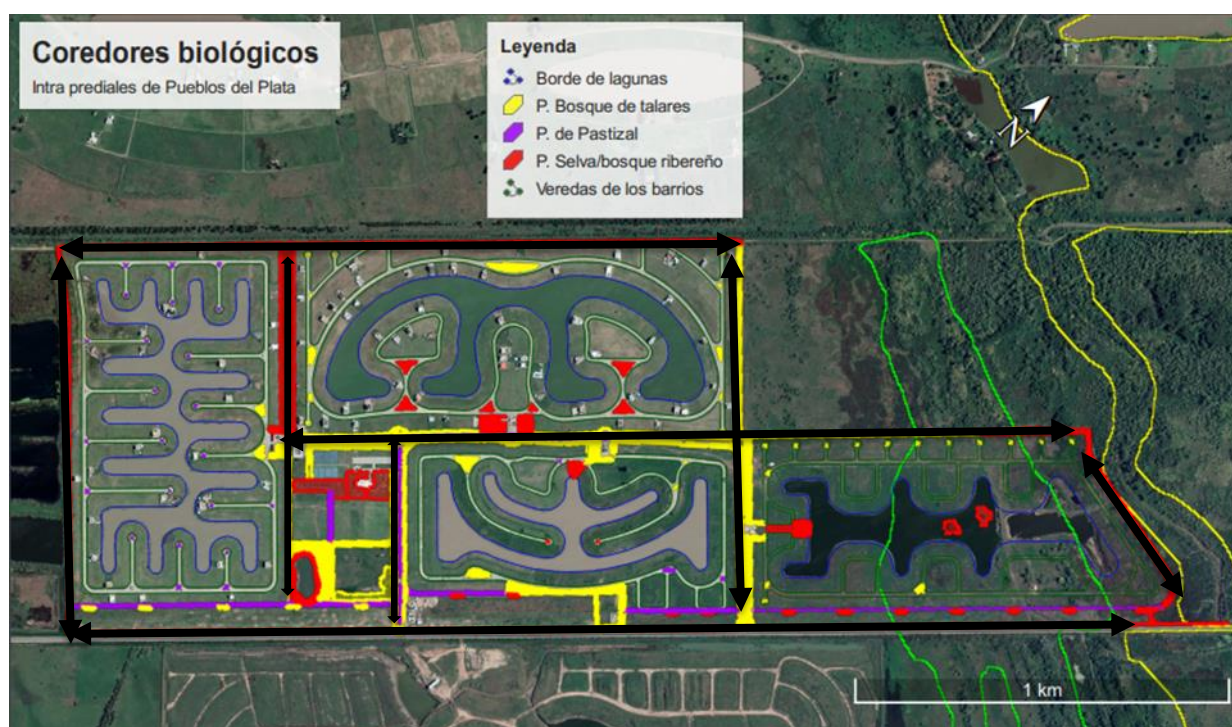 Coredores biológicos
Intra prediales de Pueblos del Plata
Leyenda
Borde de lagunas
P. Bosque de talares
P. de Pastizal
P. Selva/bosque ribereño
Veredas de los barrios
N
1 km